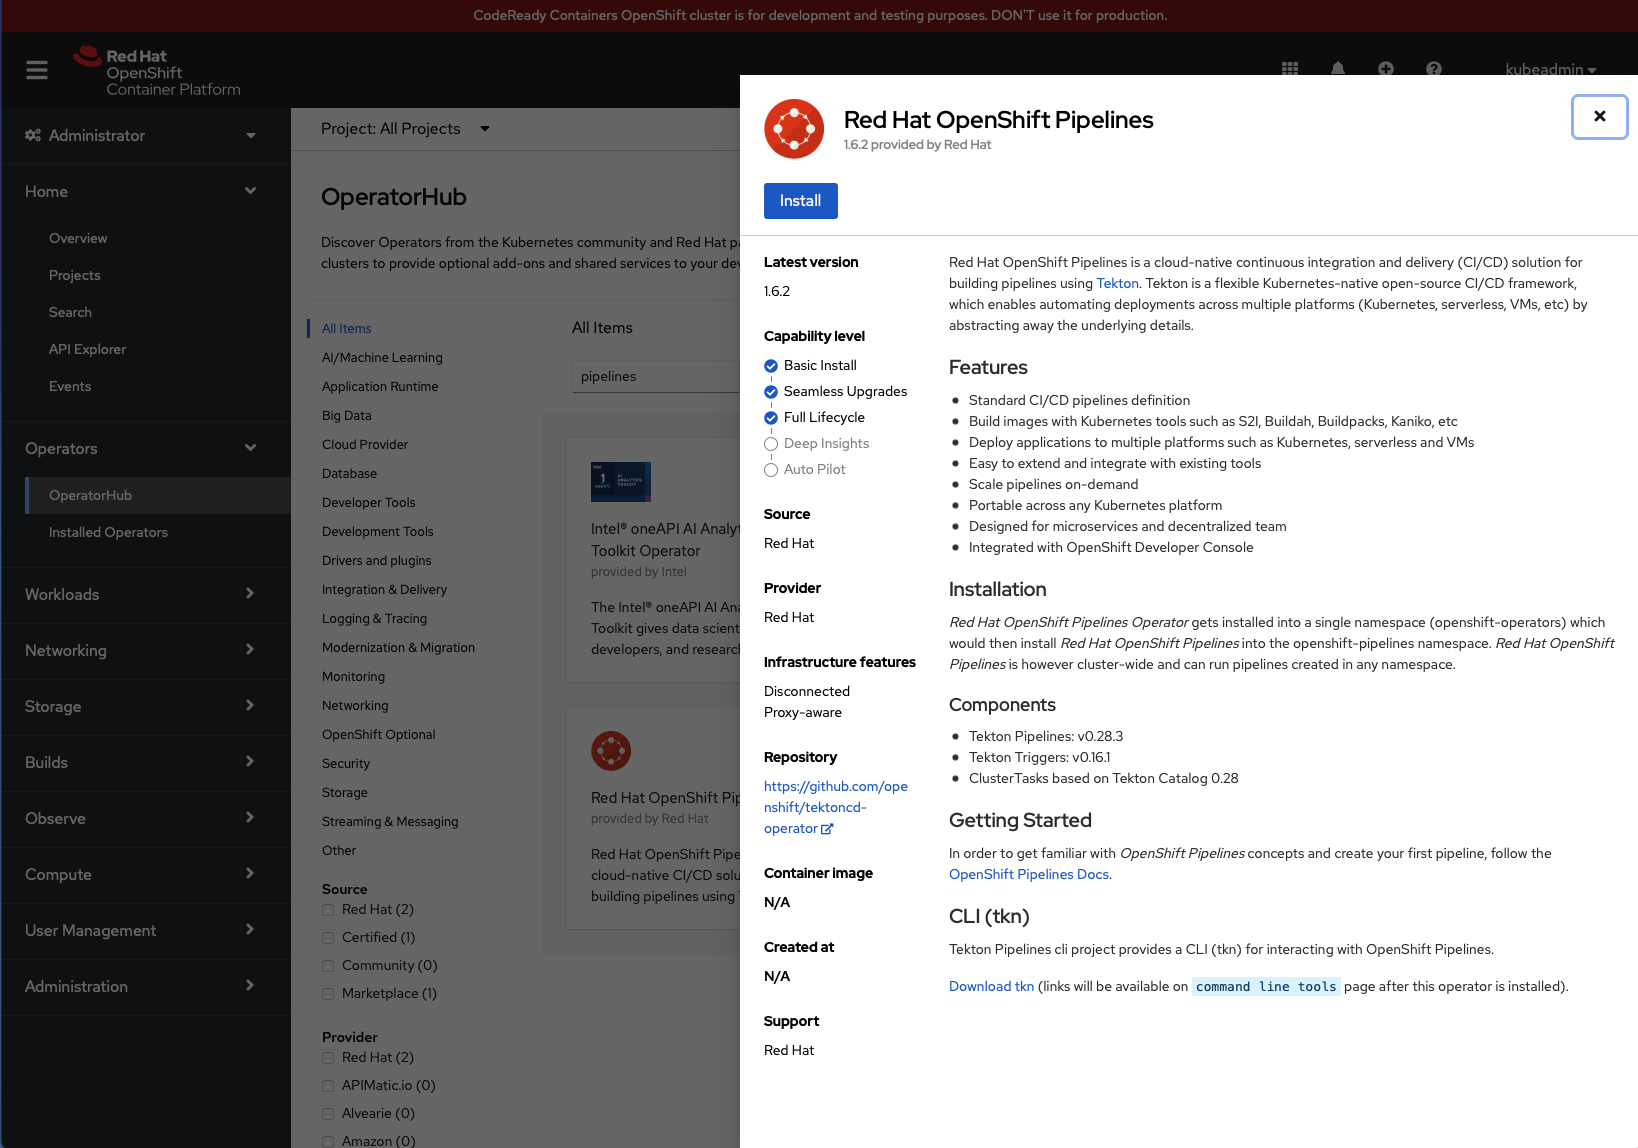 CodeReady Containers OpenShift cluster is for development and testing purposes. DON'T use it for production.
Red Hat
OpenShift
Container Platform
kubeadmin
Administrator
Home
Overview
Projects
Search
API Explorer
Events
Operators
OperatorHub
Installed Operators
Workloads
Networking
Storage
Builds
Observe
Compute
User Management
Administration
Project: All Projects
OperatorHub
Discover Operators from the Kubernetes community and Red Hat pa
clusters to provide optional add-ons and shared services to your dev
All Items
AI/Machine Learning
Application Runtime
Big Data
Cloud Provider
Database
Developer Tools
Development Tools
Drivers and plugins
Integration & Delivery
Logging & Tracing
Modernization & Migration
Monitoring
Networking
OpenShift Optional
Security
Storage
Streaming & Messaging
Other
Source
Red Hat (2)
Certified (1)
Community (0)
Marketplace (1)
Provider
Red Hat (2)
APIMatic.io (0)
Alvearie (0)
Amazon (0)
All Items
pipelines
intel
1
AI
ANALYTICS
TOOLKIT
Intel® oneAPI AI Analyt
Toolkit Operator
provided by Intel
The Intel® oneAPI AI Ana
Toolkit gives data scient
developers, and researc
Red Hat OpenShift Pip
provided by Red Hat
Red Hat OpenShift Pipe
cloud-native CI/CD solu
building pipelines using
Red Hat OpenShift Pipelines
1.6.2 provided by Red Hat
Install
Latest version
1.6.2
Capability level
Basic Install
Seamless Upgrades
Full Lifecycle
Deep Insights
Auto Pilot
Source
Red Hat
Provider
Red Hat
Infrastructure features
Disconnected
Proxy-aware
Repository
https://github.com/ope
nshift/tektoncd-
operator
Container image
N/A
Created at
N/A
Support
Red Hat
Red Hat OpenShift Pipelines is a cloud-native continuous integration and delivery (CI/CD) solution for
building pipelines using Tekton. Tekton is a flexible Kubernetes-native open-source CI/CD framework,
which enables automating deployments across multiple platforms (Kubernetes, serverless, VMs, etc) by
abstracting away the underlying details.
Features
Standard CI/CD pipelines definition
Build images with Kubernetes tools such as S2I, Buildah, Buildpacks, Kaniko, etc
Deploy applications to multiple platforms such as Kubernetes, serverless and VMs
Easy to extend and integrate with existing tools
Scale pipelines on-demand
Portable across any Kubernetes platform
Designed for microservices and decentralized team
Integrated with OpenShift Developer Console
Installation
Red Hat OpenShift Pipelines Operator gets installed into a single namespace (openshift-operators) which
would then install Red Hat OpenShift Pipelines into the openshift-pipelines namespace. Red Hat OpenShift
Pipelines is however cluster-wide and can run pipelines created in any namespace.
Components
Tekton Pipelines: v0.28.3
Tekton Triggers: v0.16.1
ClusterTasks based on Tekton Catalog 0.28
Getting Started
In order to get familiar with OpenShift Pipelines concepts and create your first pipeline, follow the
OpenShift Pipelines Docs.
CLI (tkn)
Tekton Pipelines cli project provides a CLI (tkn) for interacting with OpenShift Pipelines.
Download tkn (links will be available on command line tools page after this operator is installed).